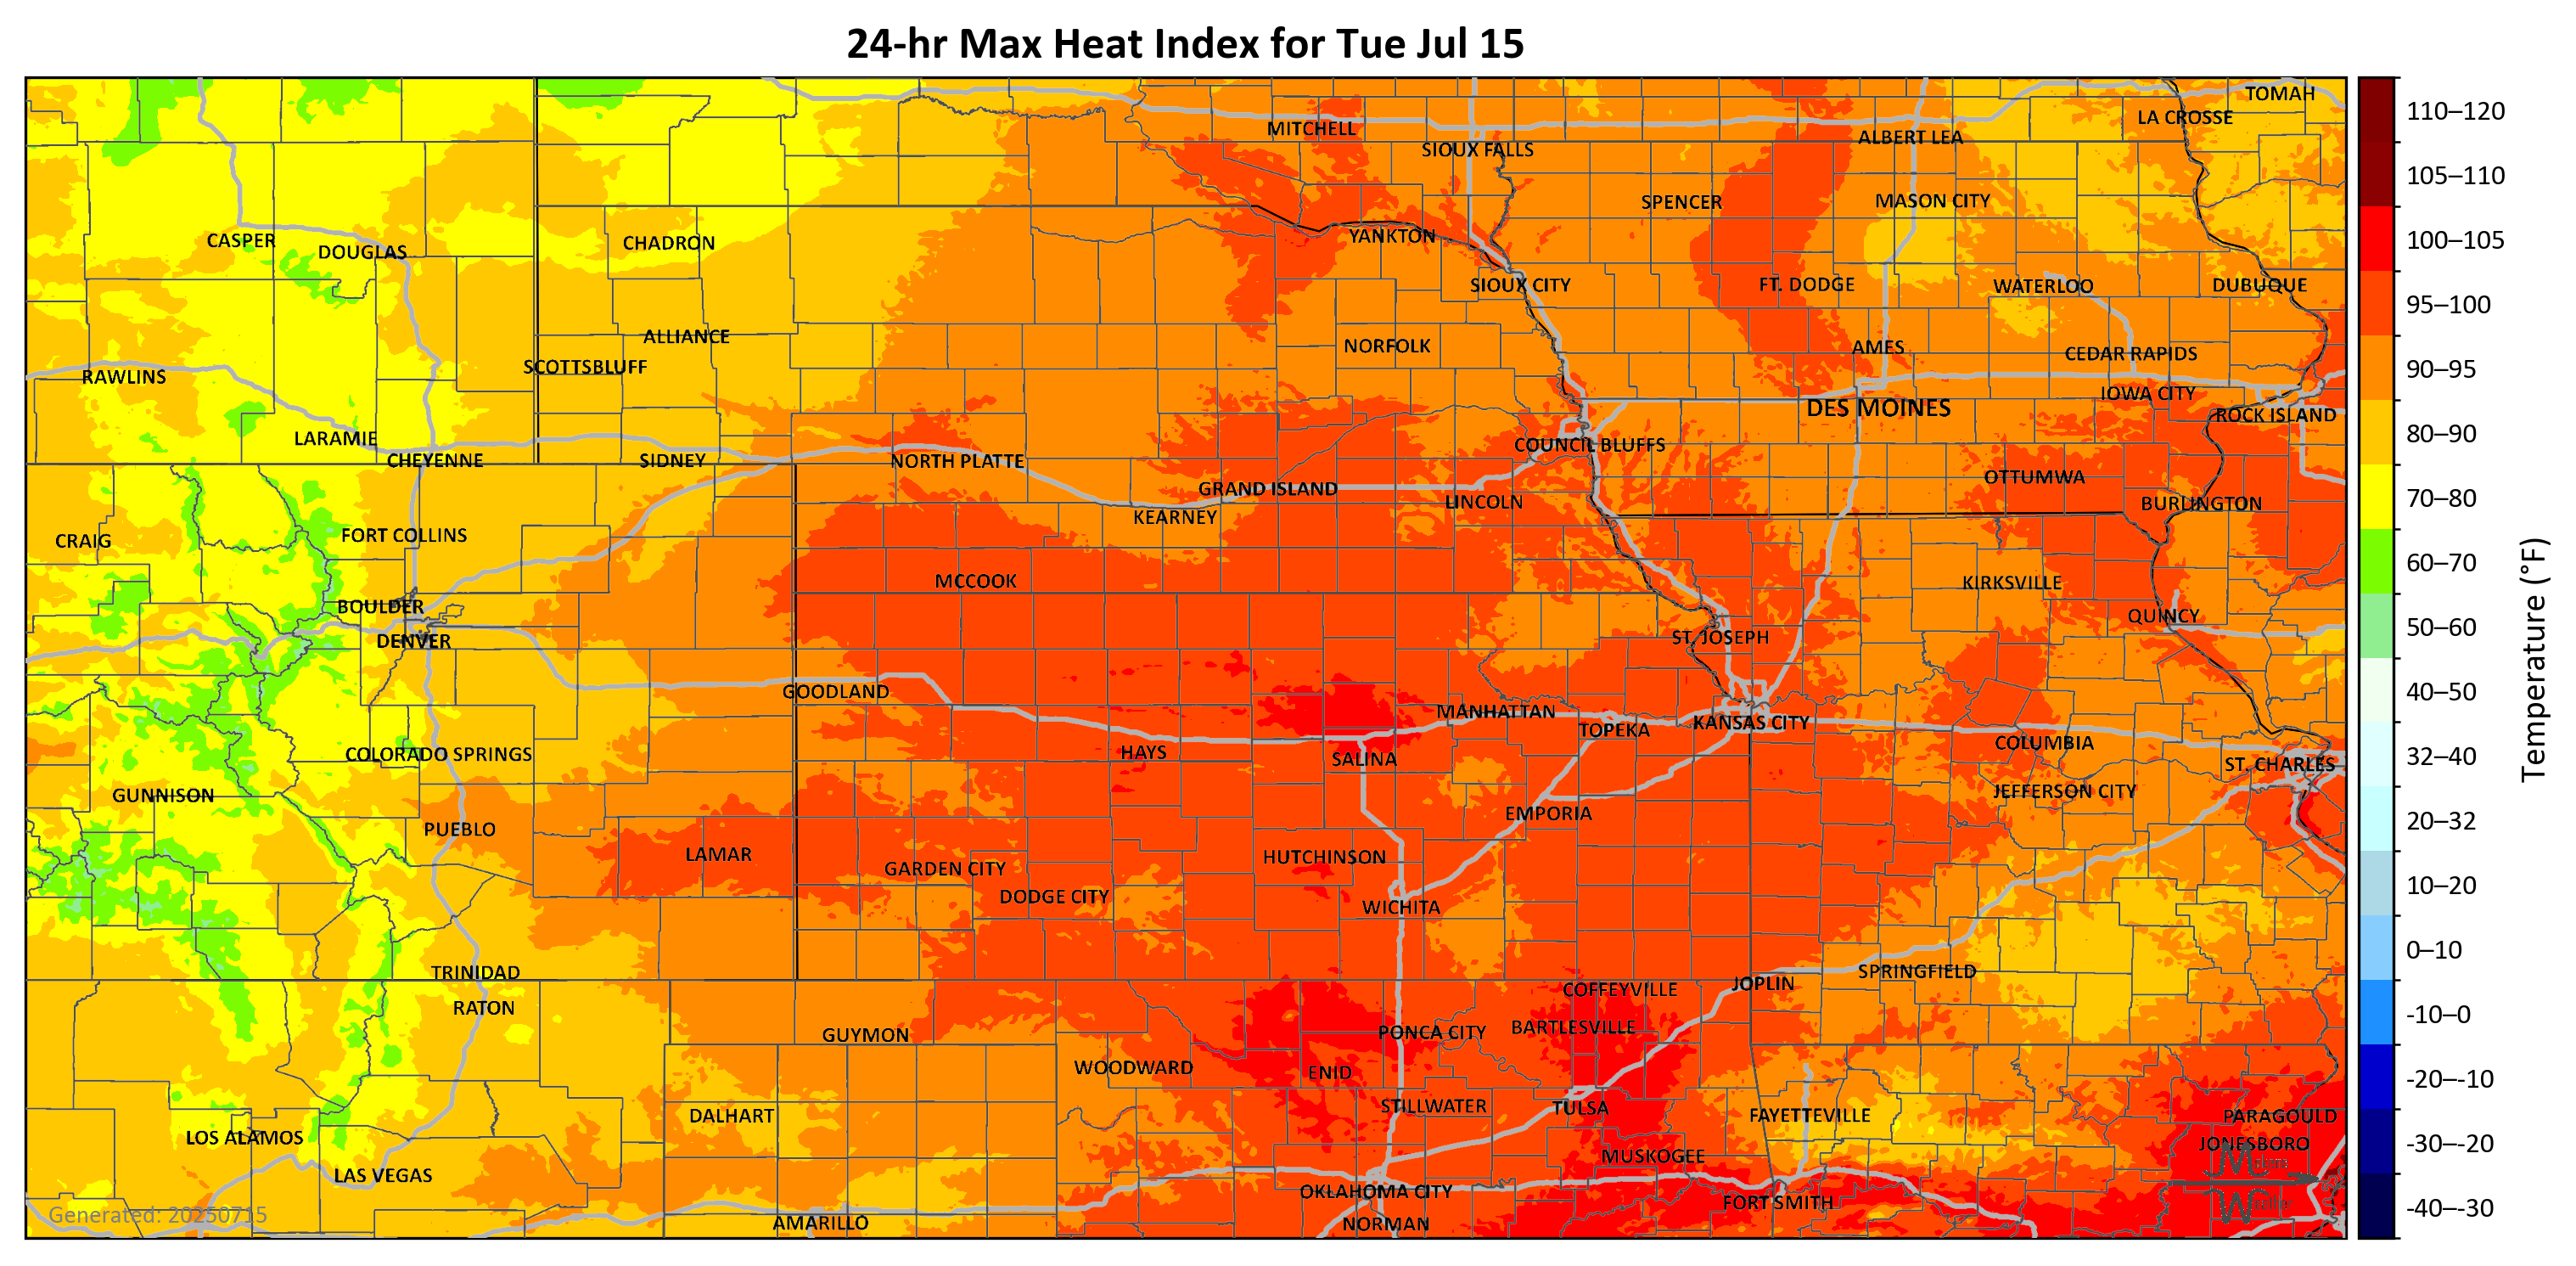 24-hr Max Heat Index for Tue Jul 15
TOMAH
LA CROSSE
MITCHELL
ALBERT LEA
SIOUX FALLS
SPENCER
MASON CITY
CASPER
DOUGLAS
CHADRON
YANKTON
SIOUX CITY
FT. DODGE
WATERLOO
DUBUQUE
ALLIANCE
NORFOLK
AMES
CEDAR RAPIDS
SCOTTSBLUFF
RAWLINS
IOWA CITY
DES MOINES
ROCK ISLAND
LARAMIE
COUNCIL BLUFFS
CHEYENNE
SIDNEY
NORTH PLATTE
OTTUMWA
GRAND ISLAND
LINCOLN
BURLINGTON
KEARNEY
FORT COLLINS
CRAIG
MCCOOK
KIRKSVILLE
BOULDER
QUINCY
DENVER
ST. JOSEPH
GOODLAND
MANHATTAN
KANSAS CITY
TOPEKA
COLUMBIA
HAYS
COLORADO SPRINGS
SALINA
ST. CHARLES
JEFFERSON CITY
GUNNISON
EMPORIA
PUEBLO
LAMAR
HUTCHINSON
GARDEN CITY
DODGE CITY
WICHITA
TRINIDAD
SPRINGFIELD
JOPLIN
COFFEYVILLE
RATON
BARTLESVILLE
PONCA CITY
GUYMON
WOODWARD
ENID
STILLWATER
TULSA
DALHART
FAYETTEVILLE
PARAGOULD
LOS ALAMOS
JONESBORO
MUSKOGEE
LAS VEGAS
OKLAHOMA CITY
FORT SMITH
AMARILLO
NORMAN
Generated: 20250715
110–120
105–110
100–105
95–100
90–95
80–90
70–80
60–70
50–60
40–50
32–40
20–32
10–20
0–10
-10–0
-20–-10
-30–-20
-40–-30
Temperature (°F)